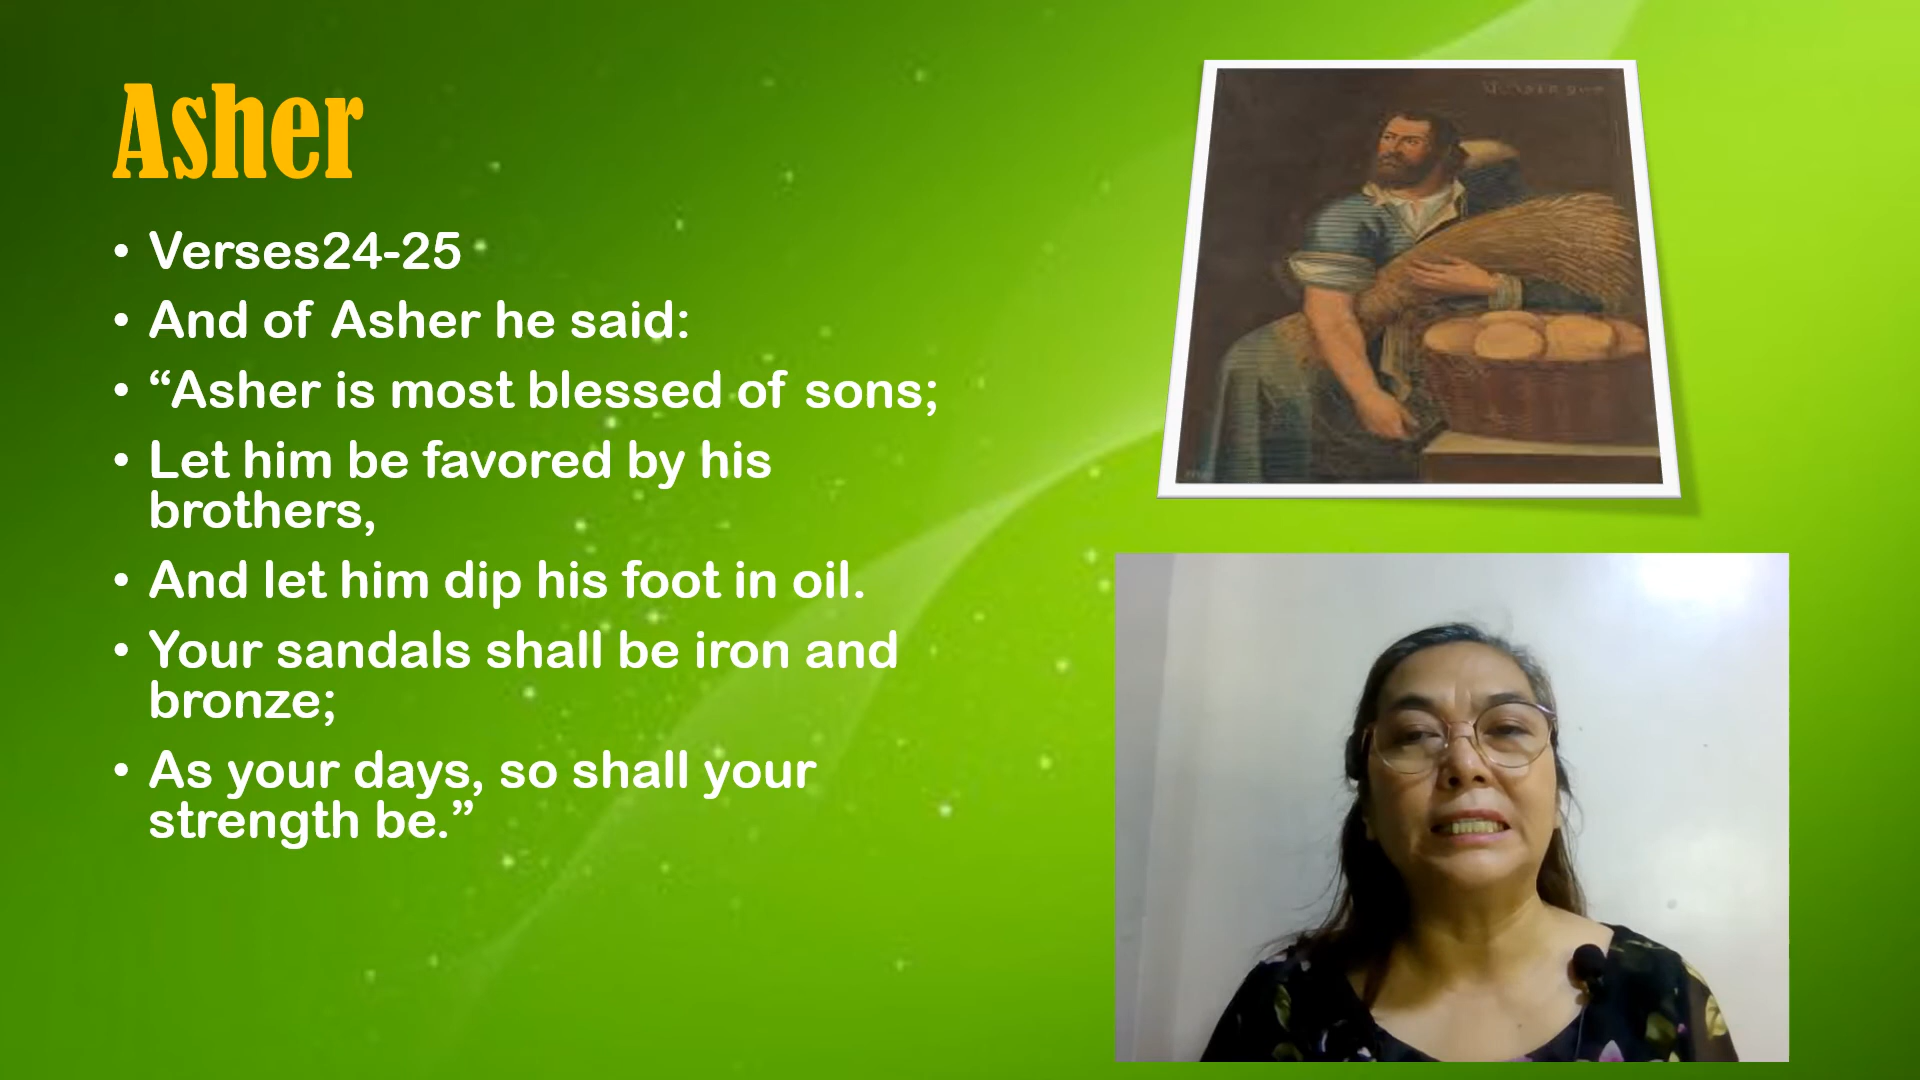 Asher
• Verses24-25
• And of Asher he said:
• “Asher is most blessed of sons;
• Let him be favored by his
brothers,
• And let him dip his foot in oil.
• Your sandals shall be iron and
bronze;
• As your days, so shall your
strength be.”